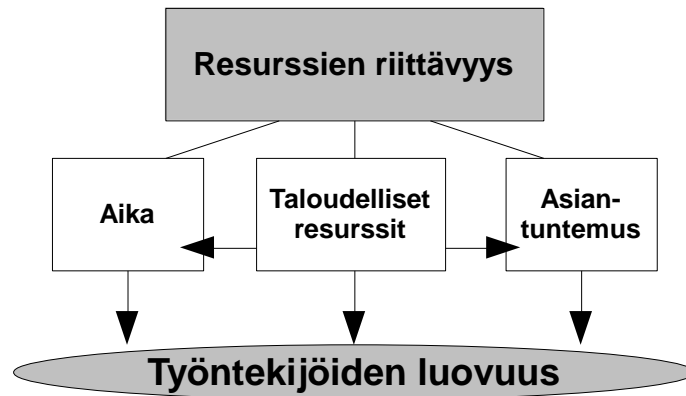 Resurssien riittävyys
Aika
Taloudelliset
resurssit
Asian-
tuntemus
Työntekijöiden luovuus